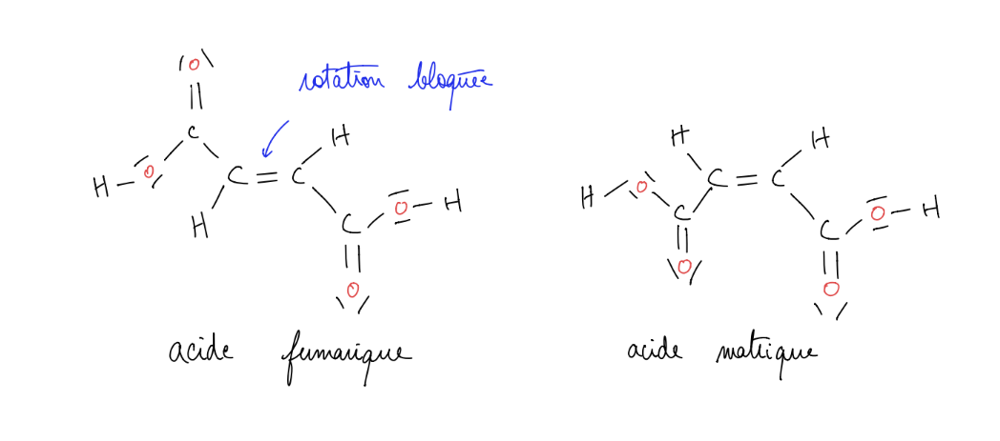 O
rotation bloquée
C H
H O C = C
H C O H
O
acide fumarique
H H
C = C
H O C C O H
O O
acide maléique